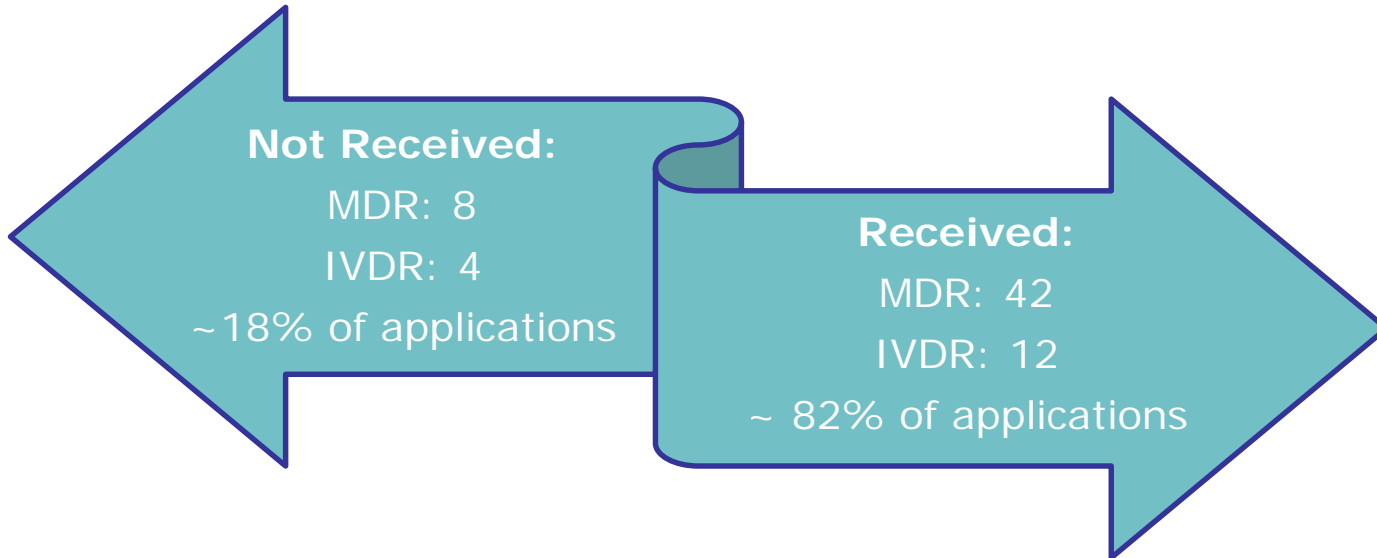 Not Received:
MDR: 8
IVDR: 4
~18% of applications
Received:
MDR: 42
IVDR: 12
~ 82% of applications